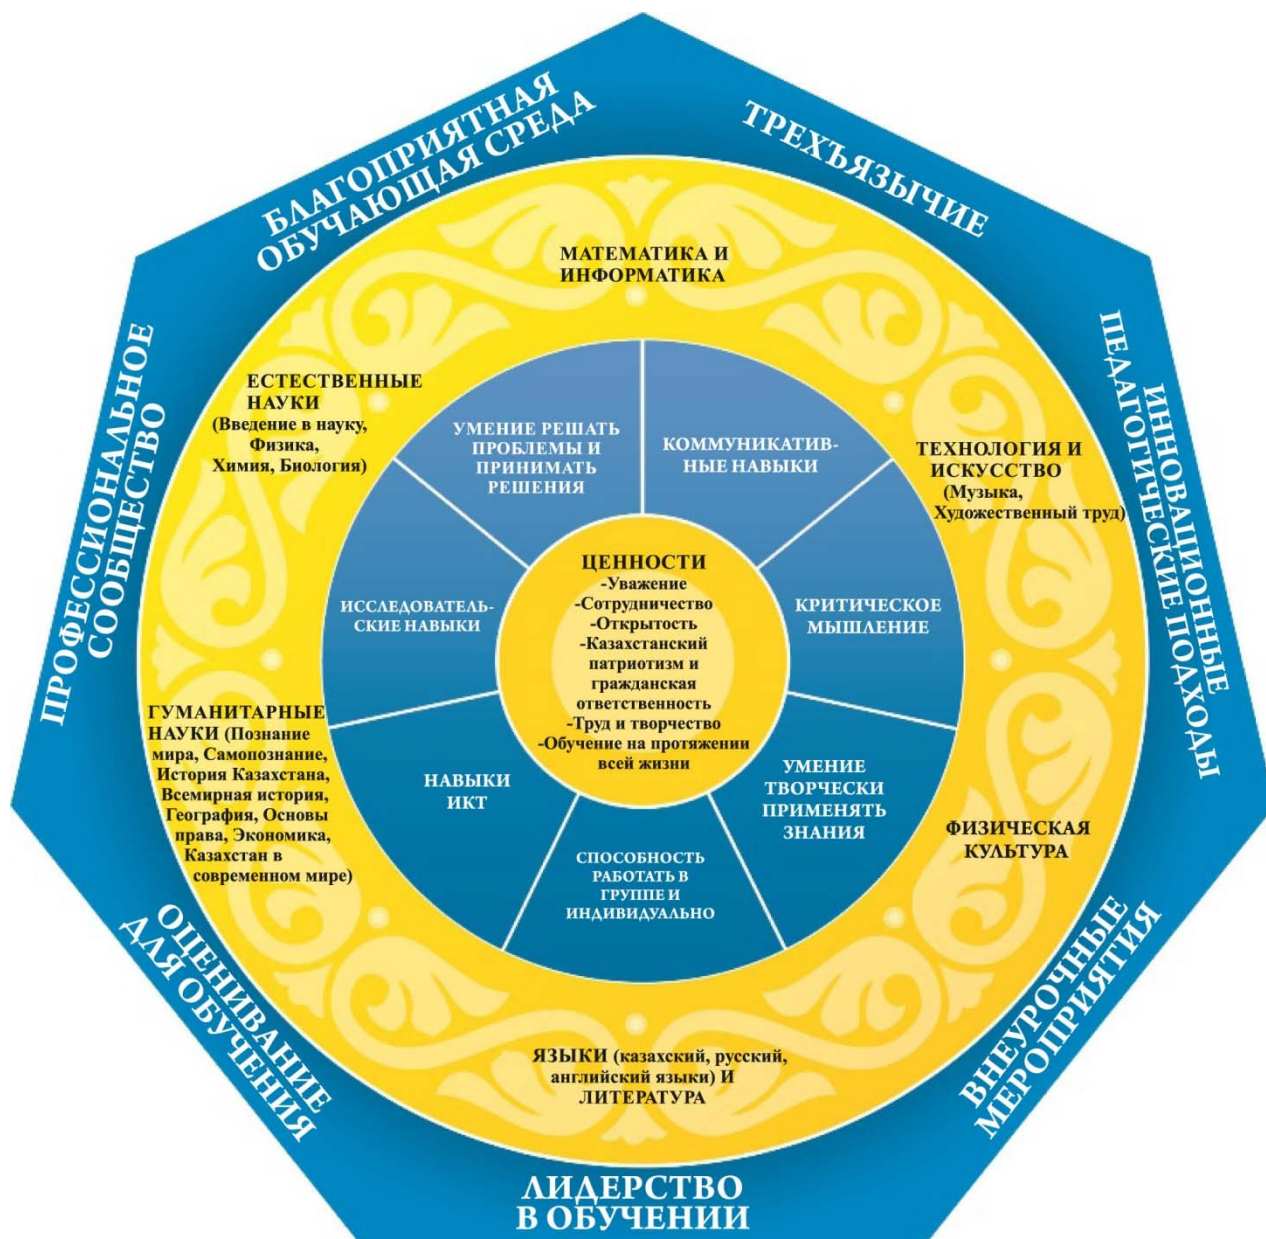 БЛАГОПРИЯТНАЯ
ОБУЧАЮЩАЯ СРЕДА
ТРЕХЪЯЗЫЧИЕ
ИННОВАЦИОННЫЕ
ПЕДАГОГИЧЕСКИЕ ПОДХОДЫ
ВНЕУРОЧНЫЕ
МЕРОПРИЯТИЯ
ЛИДЕРСТВО
В ОБУЧЕНИИ
ОЦЕНИВАНИЕ
ДЛЯ ОБУЧЕНИЯ
ПРОФЕССИОНАЛЬНОЕ
СООБЩЕСТВО
МАТЕМАТИКА И
ИНФОРМАТИКА
ТЕХНОЛОГИЯ И
ИСКУССТВО
(Музыка,
Художественный труд)
ФИЗИЧЕСКАЯ
КУЛЬТУРА
ЯЗЫКИ (казахский, русский,
английский языки) И
ЛИТЕРАТУРА
ГУМАНИТАРНЫЕ
НАУКИ (Познание
мира, Самопознание,
История Казахстана,
Всемирная история,
География, Основы
права, Экономика,
Казахстан в
современном мире)
ЕСТЕСТВЕННЫЕ
НАУКИ
(Введение в науку,
Физика,
Химия, Биология)
УМЕНИЕ РЕШАТЬ
ПРОБЛЕМЫ И
ПРИНИМАТЬ
РЕШЕНИЯ
КОММУНИКАТИВ-
НЫЕ НАВЫКИ
КРИТИЧЕСКОЕ
МЫШЛЕНИЕ
УМЕНИЕ
ТВОРЧЕСКИ
ПРИМЕНЯТЬ
ЗНАНИЯ
СПОСОБНОСТЬ
РАБОТАТЬ В
ГРУППЕ И
ИНДИВИДУАЛЬНО
НАВЫКИ
ИКТ
ИССЛЕДОВАТЕЛЬ-
СКИЕ НАВЫКИ
ЦЕННОСТИ
-Уважение
-Сотрудничество
-Открытость
-Казахстанский
патриотизм и
гражданская
ответственность
-Труд и творчество
-Обучение на протяжении
всей жизни